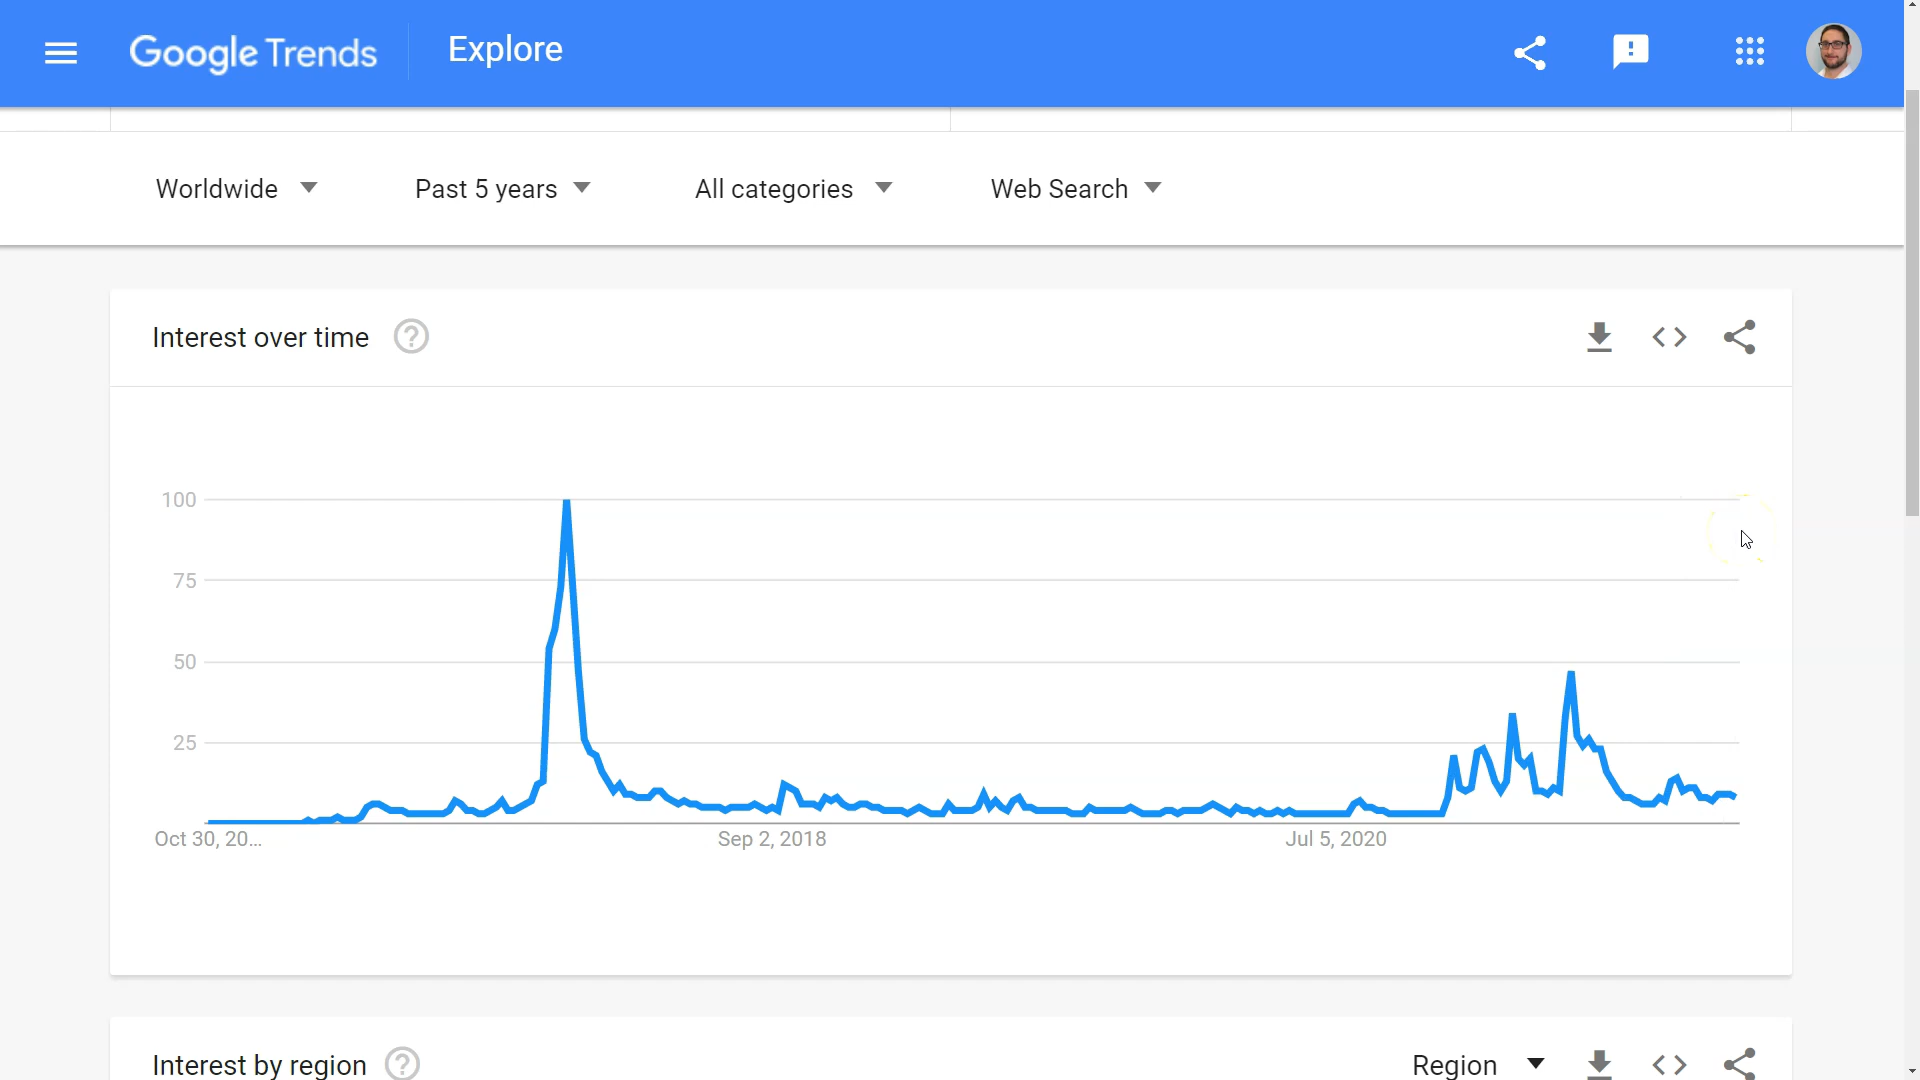 Google Trends
Explore
Worldwide
Past 5 years
All categories
Web Search
Interest over time
100
75
50
25
Oct 30, 20...
Sep 2, 2018
Jul 5, 2020
Interest by region
Region